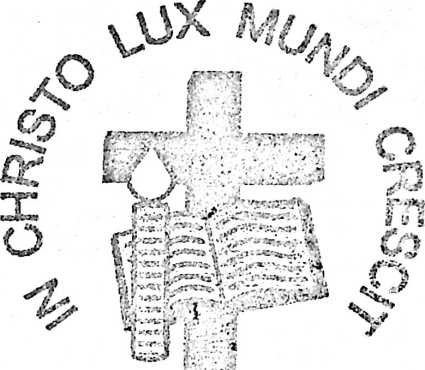 IN CHRISTO LUX MUNDI CRESCIT